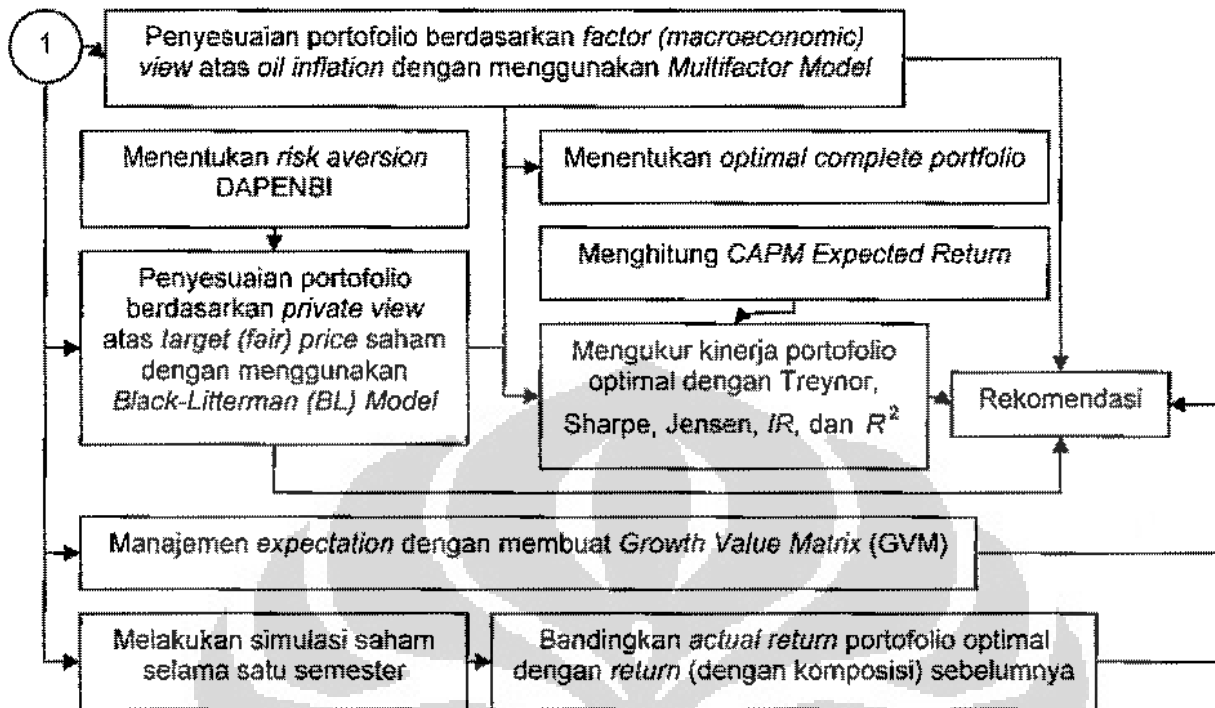 1
Penyesuaian portofolio berdasarkan factor (macroeconomic)
view atas oil inflation dengan menggunakan Multifactor Model
Menentukan risk aversion
DAPENBI
Menentukan optimal complete portfolio
Menghitung CAPM Expected Return
Penyesuaian portofolio
berdasarkan private view
atas target (fair) price saham
dengan menggunakan
Black-Litterman (BL) Model
Mengukur kinerja portofolio
optimal dengan Treynor,
Sharpe, Jensen, IR, dan R²
Rekomendasi
Manajemen expectation dengan membuat Growth Value Matrix (GVM)
Melakukan simulasi saham
selama satu semester
Bandingkan actual return portofolio optimal
dengan return (dengan komposisi) sebelumnya